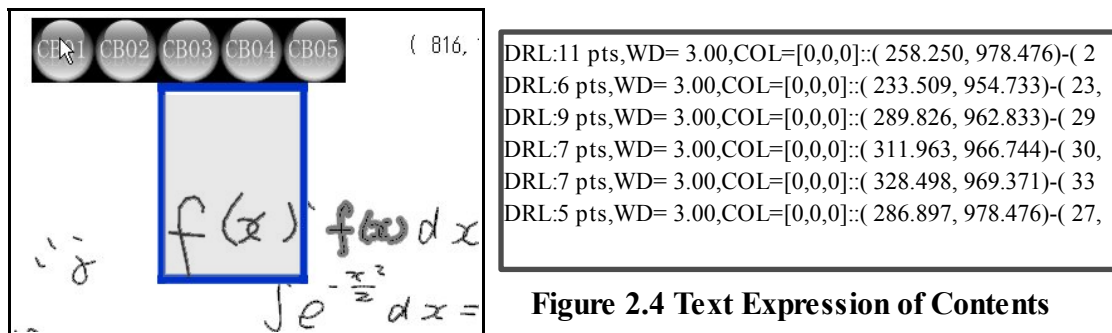 CB01 CB02 CB03 CB04 CB05
( 816,
f(x) f(x) dx
∫e^{-x²/2} dx =
DRL:11 pts,WD= 3.00,COL=[0,0,0]::( 258.250, 978.476)-( 2
DRL:6 pts,WD= 3.00,COL=[0,0,0]::( 233.509, 954.733)-( 23,
DRL:9 pts,WD= 3.00,COL=[0,0,0]::( 289.826, 962.833)-( 29
DRL:7 pts,WD= 3.00,COL=[0,0,0]::( 311.963, 966.744)-( 30,
DRL:7 pts,WD= 3.00,COL=[0,0,0]::( 328.498, 969.371)-( 33
DRL:5 pts,WD= 3.00,COL=[0,0,0]::( 286.897, 978.476)-( 27,
Figure 2.4 Text Expression of Contents